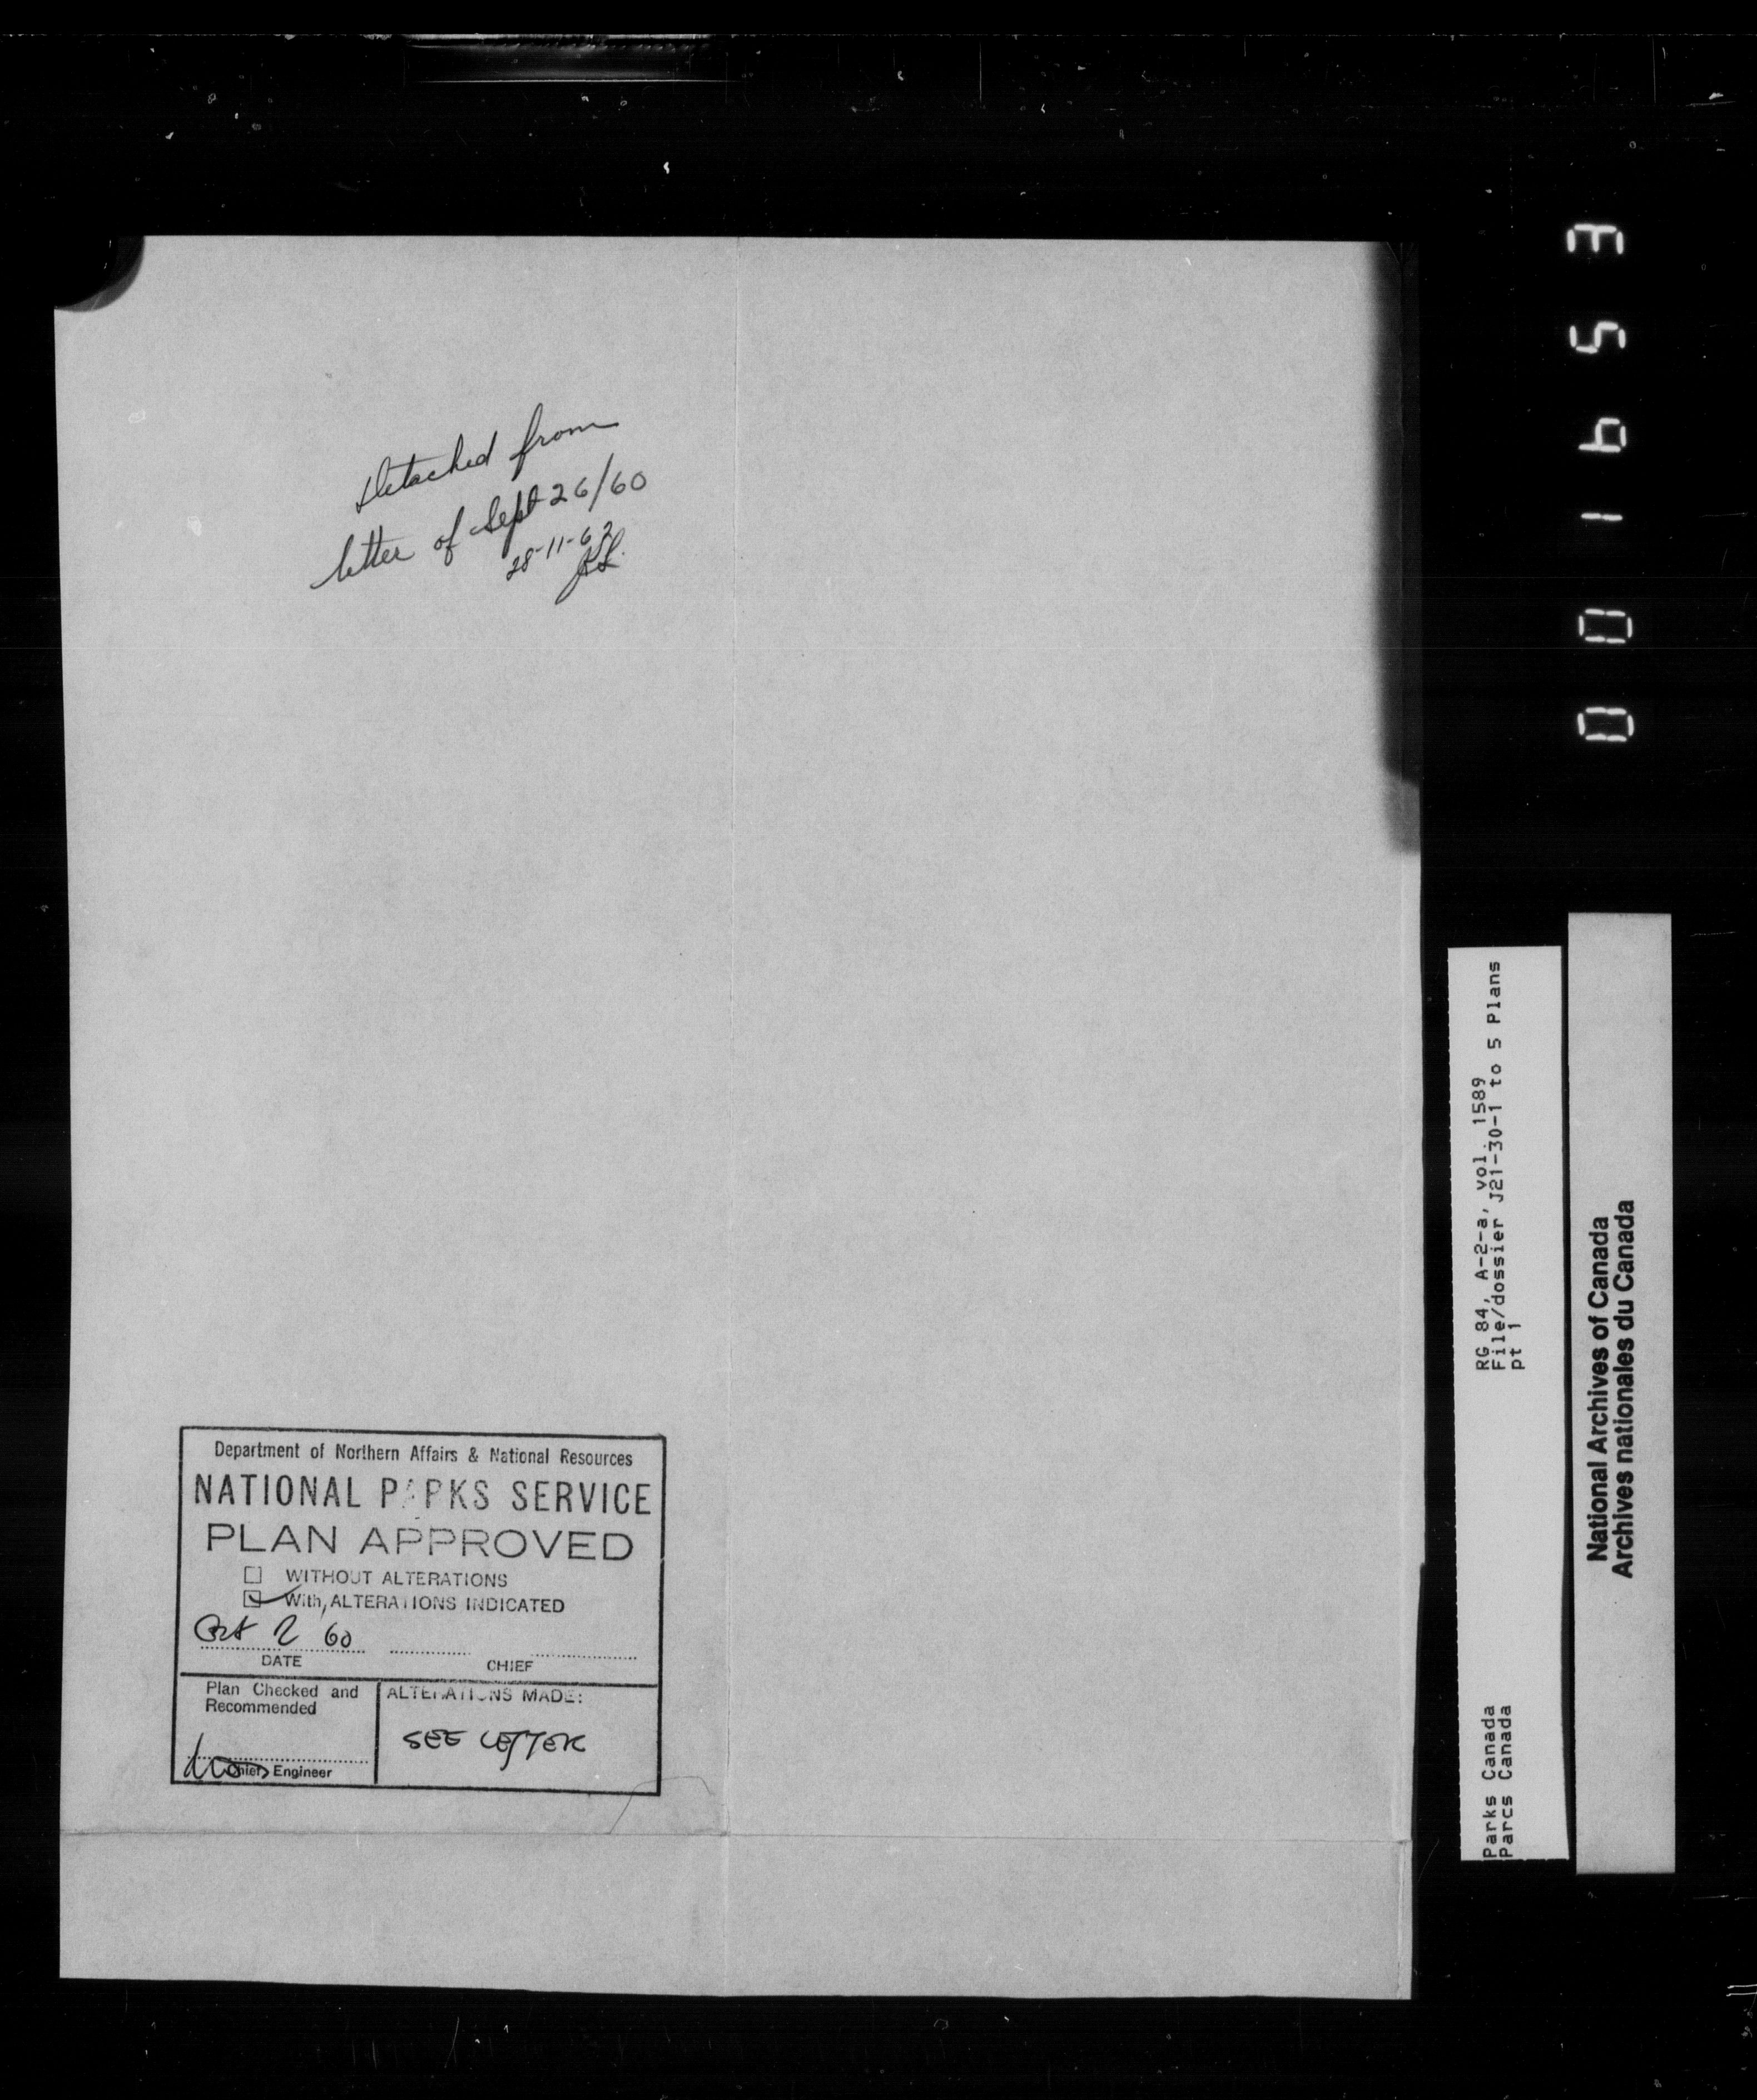 Detached from
letter of Sept 26/60
28-11-62
Department of Northern Affairs & National Resources
NATIONAL PARKS SERVICE
PLAN APPROVED
WITHOUT ALTERATIONS
With, ALTERATIONS INDICATED
Oct 2 60
DATE
CHIEF
Plan Checked and
Recommended
Chief Engineer
ALTERATIONS MADE:
SEE LETTER
RG 84, A-2-a, vol. 1589
File/dossier J21-30-1 to 5 Plans
pt 1
Parks Canada
Parcs Canada
National Archives of Canada
Archives nationales du Canada
001653